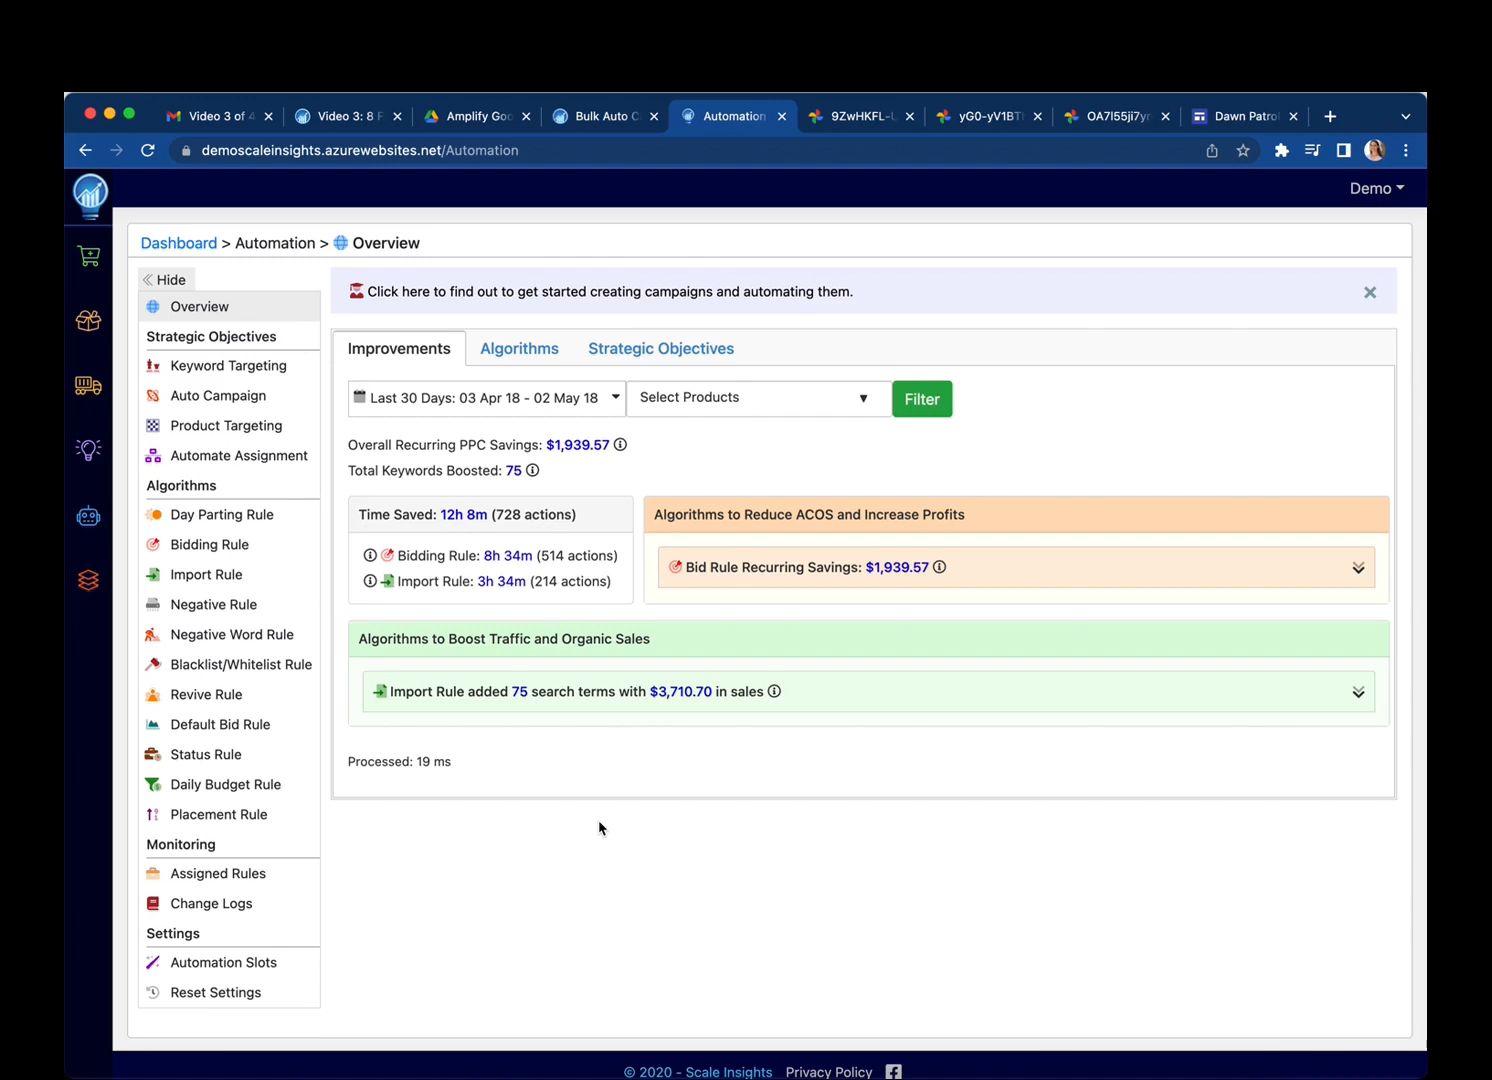 Video 3 of 4
Video 3: 8 F
Amplify Goo
Bulk Auto C
Automation
9ZwHKFL-U
yG0-yV1BT
OA7l55ji7y
Dawn Patrol
demoscaleinsights.azurewebsites.net/Automation
Demo
Dashboard > Automation > Overview
Hide
Overview
Strategic Objectives
Keyword Targeting
Auto Campaign
Product Targeting
Automate Assignment
Algorithms
Day Parting Rule
Bidding Rule
Import Rule
Negative Rule
Negative Word Rule
Blacklist/Whitelist Rule
Revive Rule
Default Bid Rule
Status Rule
Daily Budget Rule
Placement Rule
Monitoring
Assigned Rules
Change Logs
Settings
Automation Slots
Reset Settings
Click here to find out to get started creating campaigns and automating them.
Improvements
Algorithms
Strategic Objectives
Last 30 Days: 03 Apr 18 - 02 May 18
Select Products
Filter
Overall Recurring PPC Savings: $1,939.57
Total Keywords Boosted: 75
Time Saved: 12h 8m (728 actions)
Bidding Rule: 8h 34m (514 actions)
Import Rule: 3h 34m (214 actions)
Algorithms to Reduce ACOS and Increase Profits
Bid Rule Recurring Savings: $1,939.57
Algorithms to Boost Traffic and Organic Sales
Import Rule added 75 search terms with $3,710.70 in sales
Processed: 19 ms
© 2020 - Scale Insights Privacy Policy